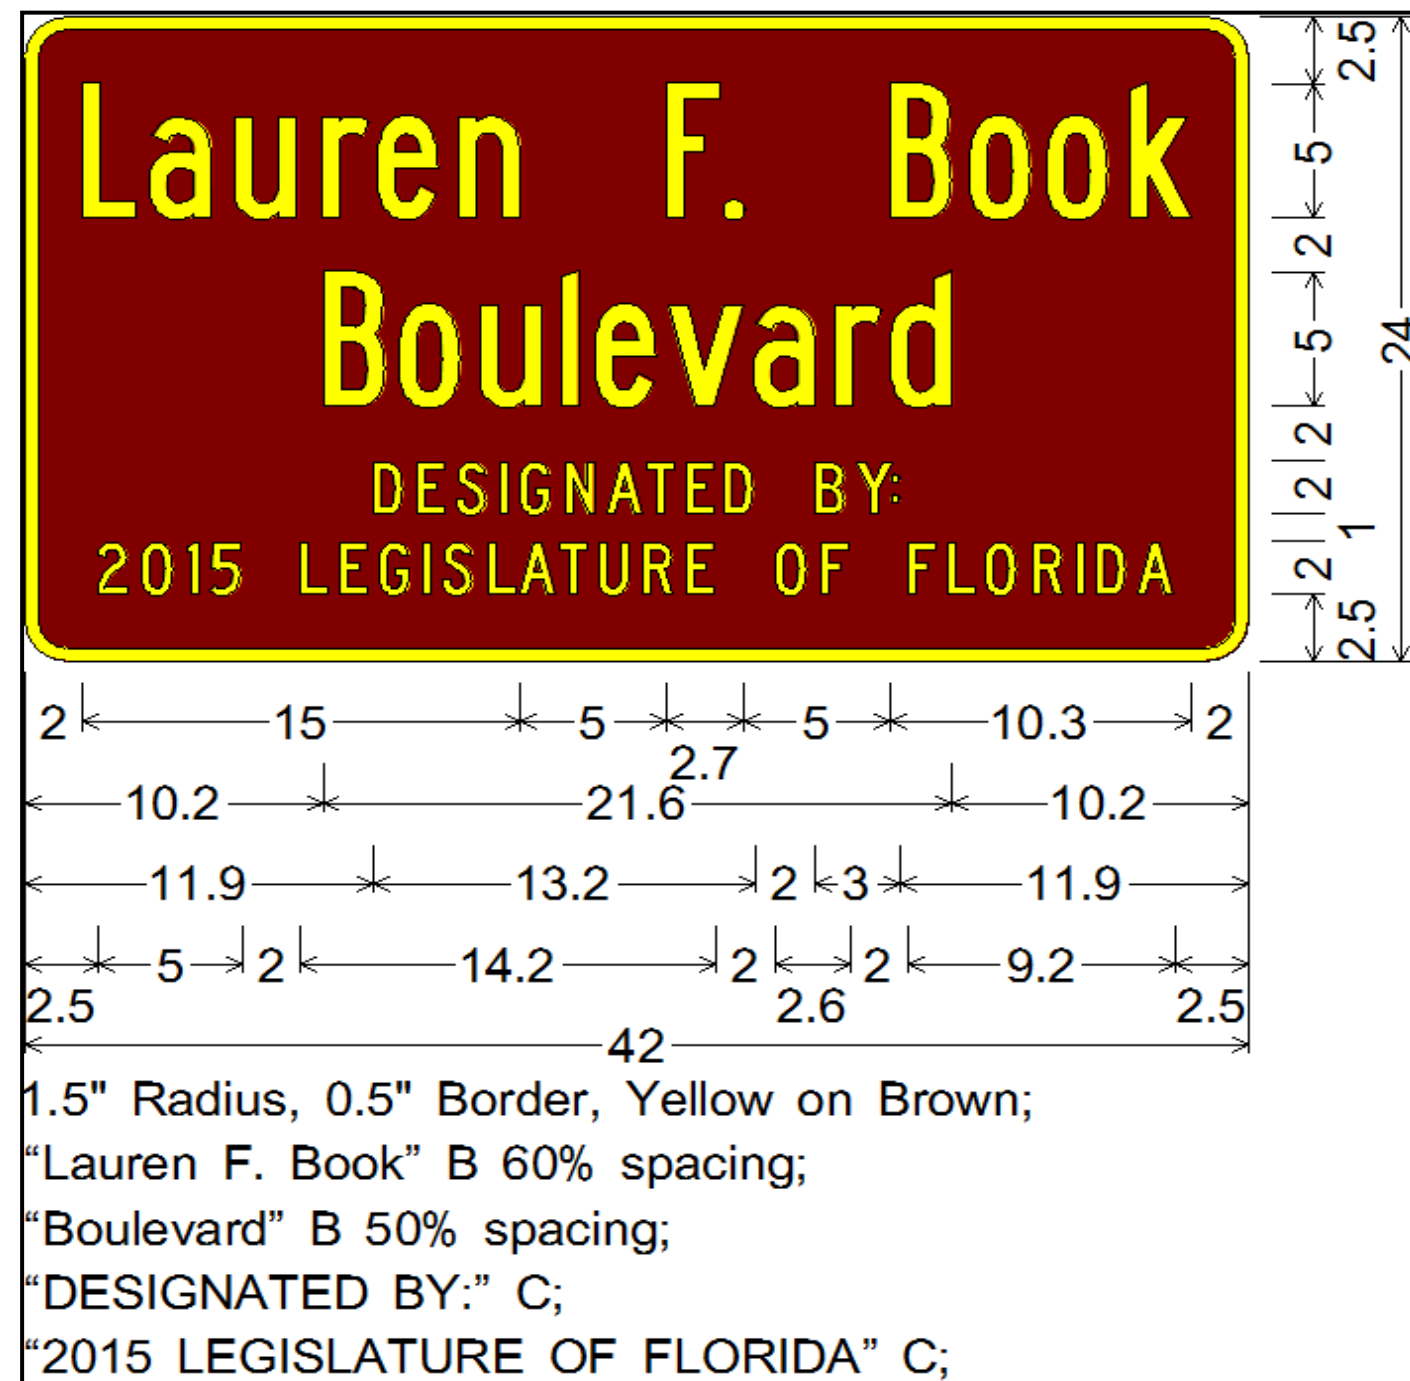 Lauren F. Book
Boulevard
DESIGNATED BY:
2015 LEGISLATURE OF FLORIDA
2.5
5
2
5
2
2
1
2
2.5
24
2 15 5 2.7 5 10.3 2
10.2 21.6 10.2
11.9 13.2 2 3 11.9
2.5 5 2 14.2 2 2.6 2 9.2 2.5
42
1.5" Radius, 0.5" Border, Yellow on Brown;
“Lauren F. Book” B 60% spacing;
“Boulevard” B 50% spacing;
“DESIGNATED BY:” C;
“2015 LEGISLATURE OF FLORIDA” C;